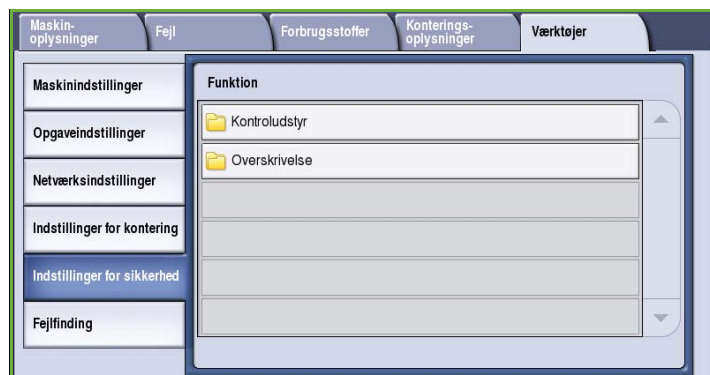 Maskin-
oplysninger
Fejl
Forbrugsstoffer
Konterings-
oplysninger
Værktøjer
Maskinindstillinger
Opgaveindstillinger
Netværksindstillinger
Indstillinger for kontering
Indstillinger for sikkerhed
Fejlfinding
Funktion
Kontroludstyr
Overskrivelse